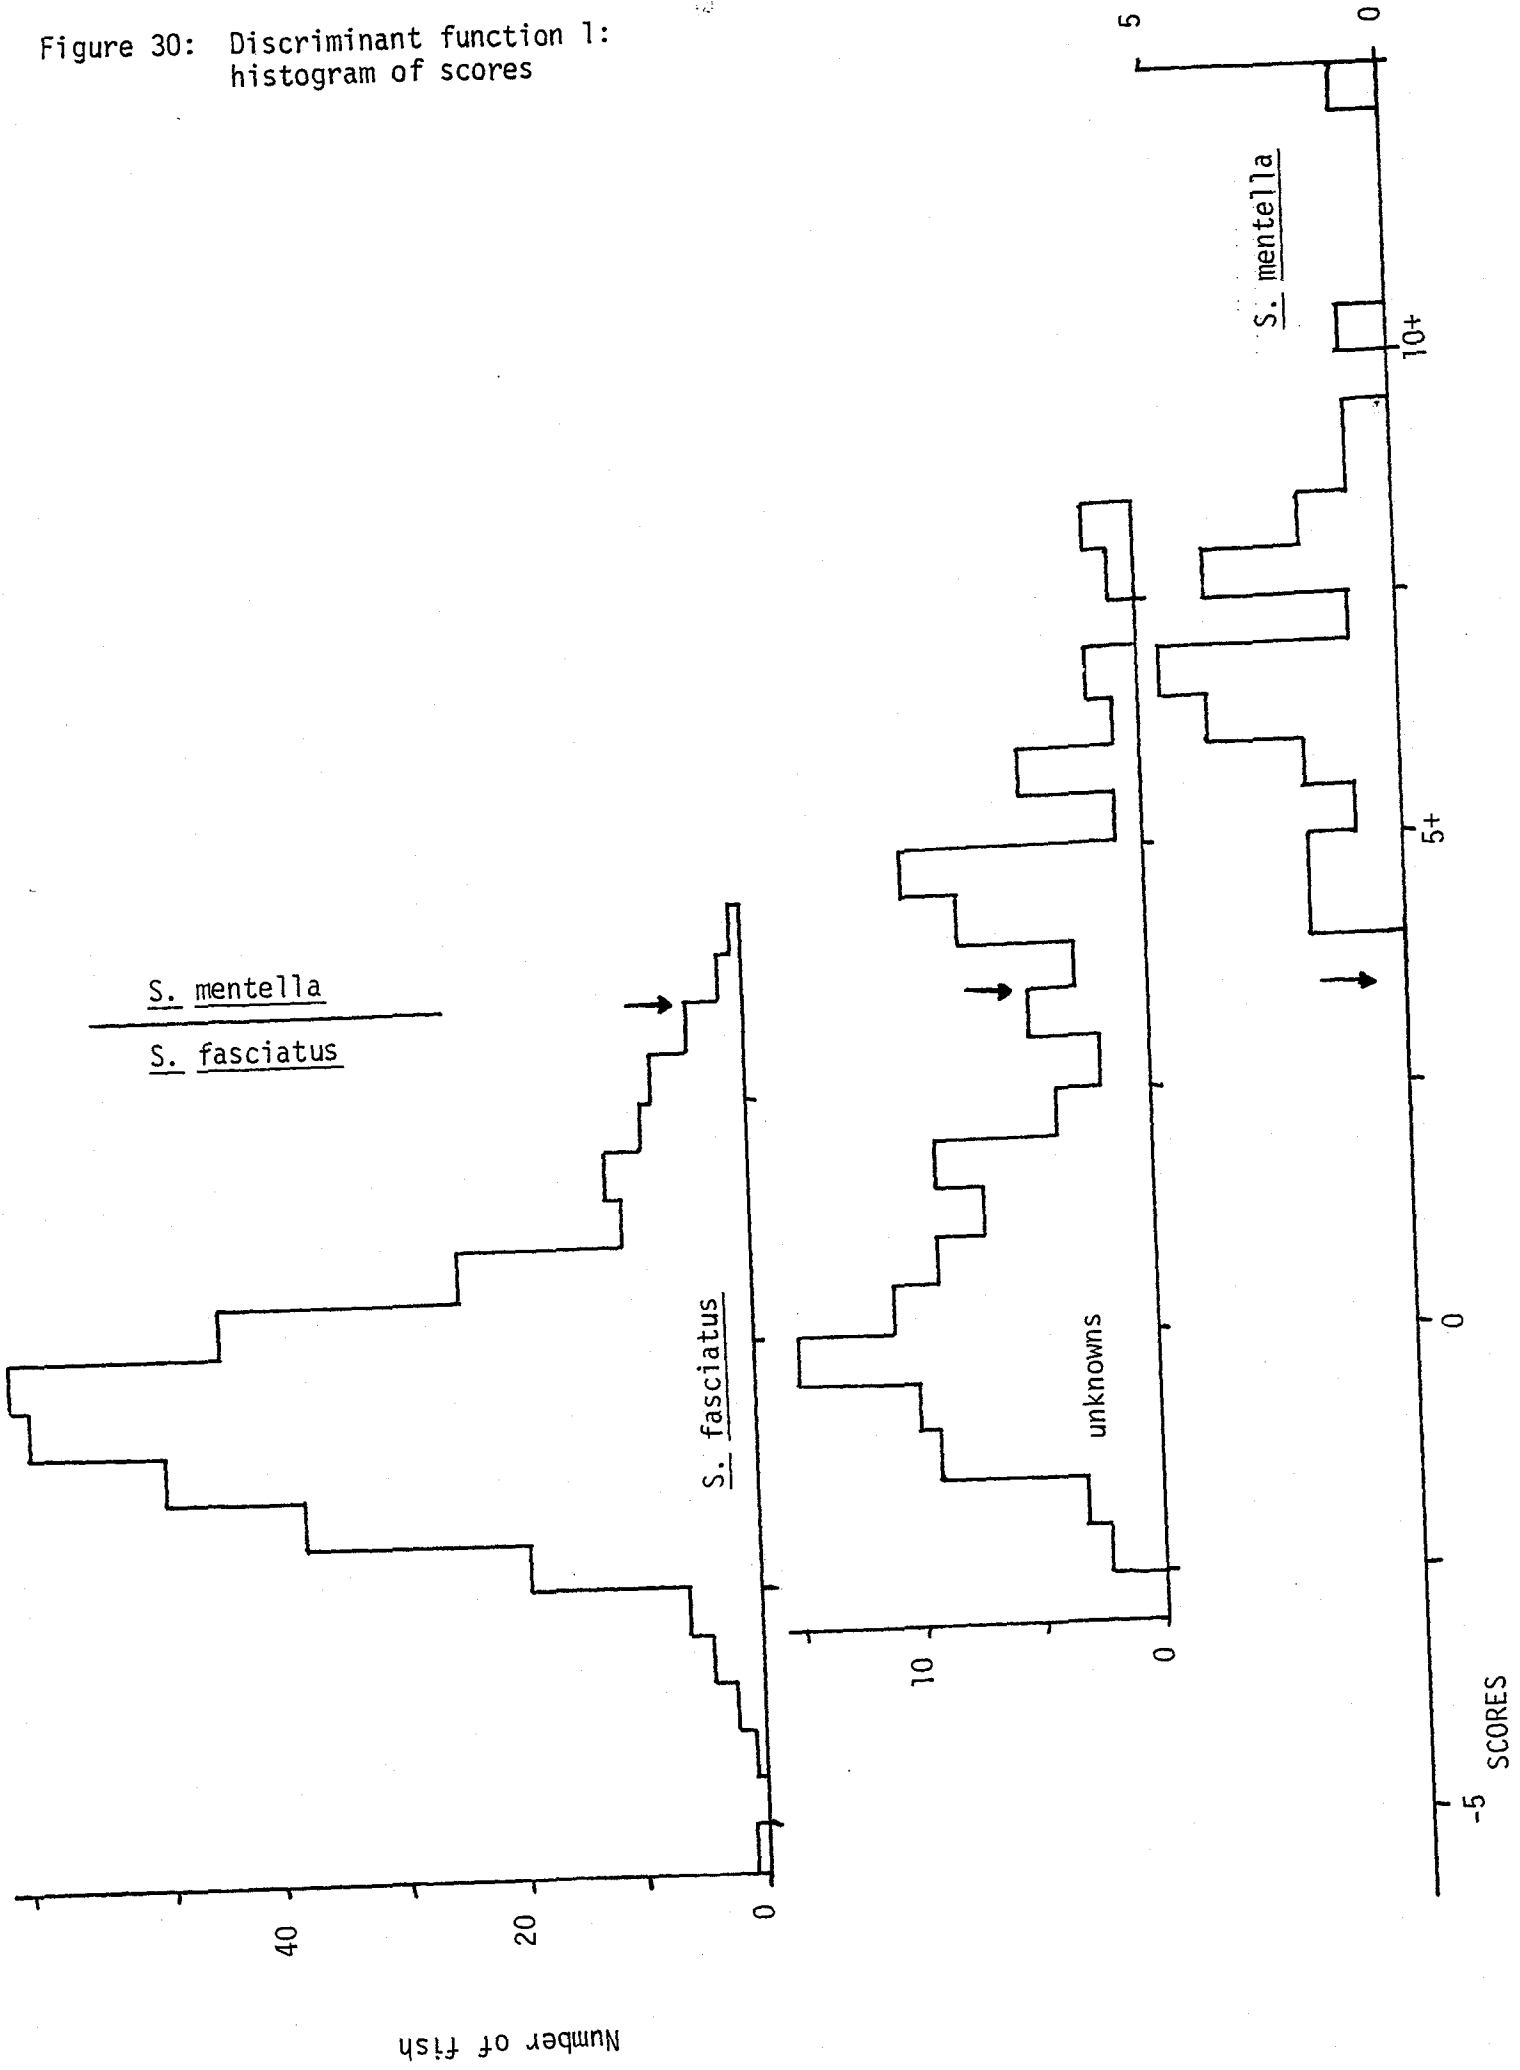 Figure 30: Discriminant function 1:
histogram of scores
S. mentella
S. fasciatus
Number of fish
40
20
0
S. fasciatus
10
0
unknowns
5
0
S. mentella
-5
0
5+
10+
SCORES